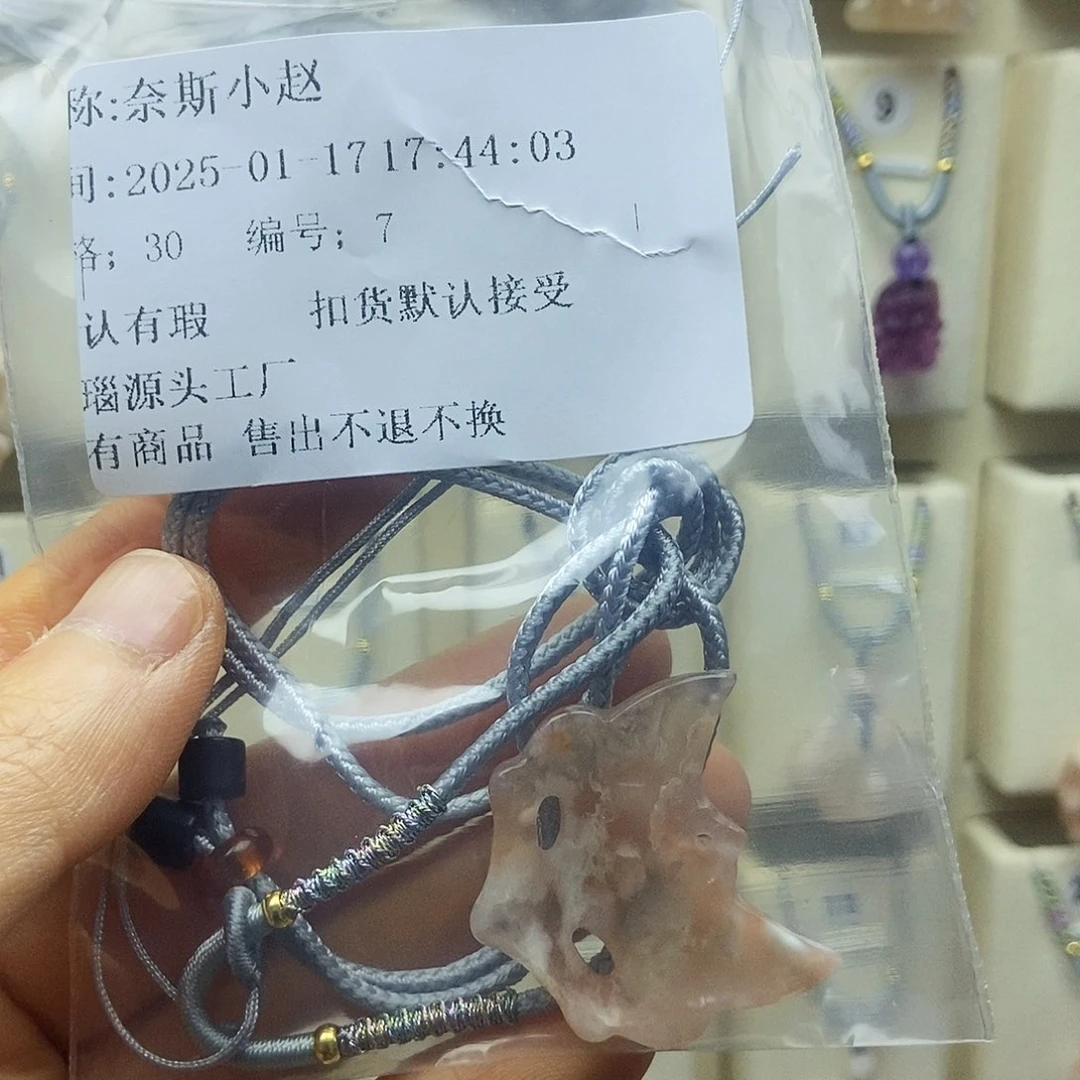 称:奈斯小赵
间:2025-01-17 17:44:03
格; 30 编号; 7
认有瑕 扣货默认接受
瑙源头工厂
有商品 售出不退不换
9